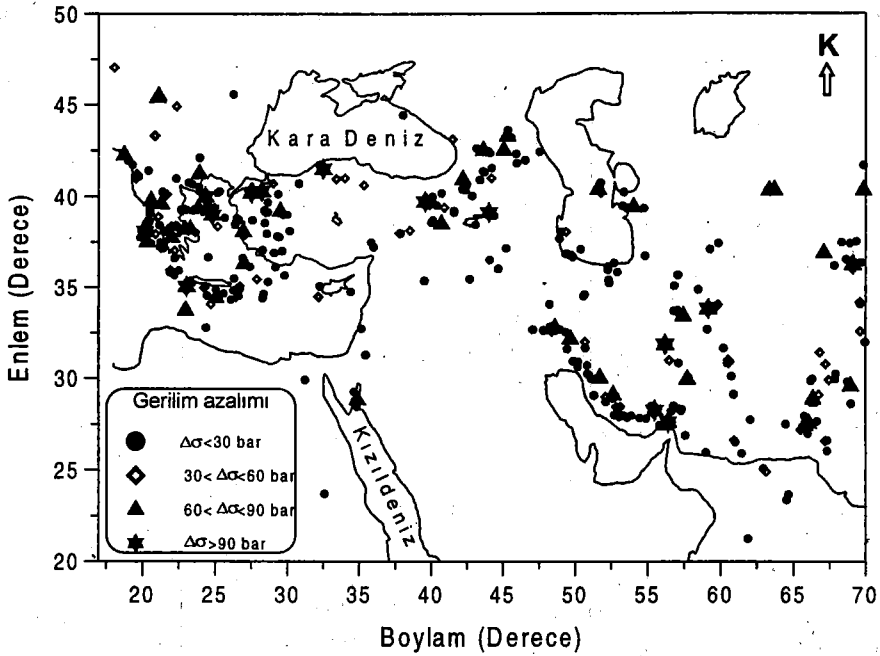 50
45
40
35
30
25
20
Enlem (Derece)
K
Kara Deniz
Kızıldeniz
Gerilim azalımı
Δσ<30 bar
30< Δσ<60 bar
60< Δσ<90 bar
Δσ>90 bar
20 25 30 35 40 45 50 55 60 65 70
Boylam (Derece)